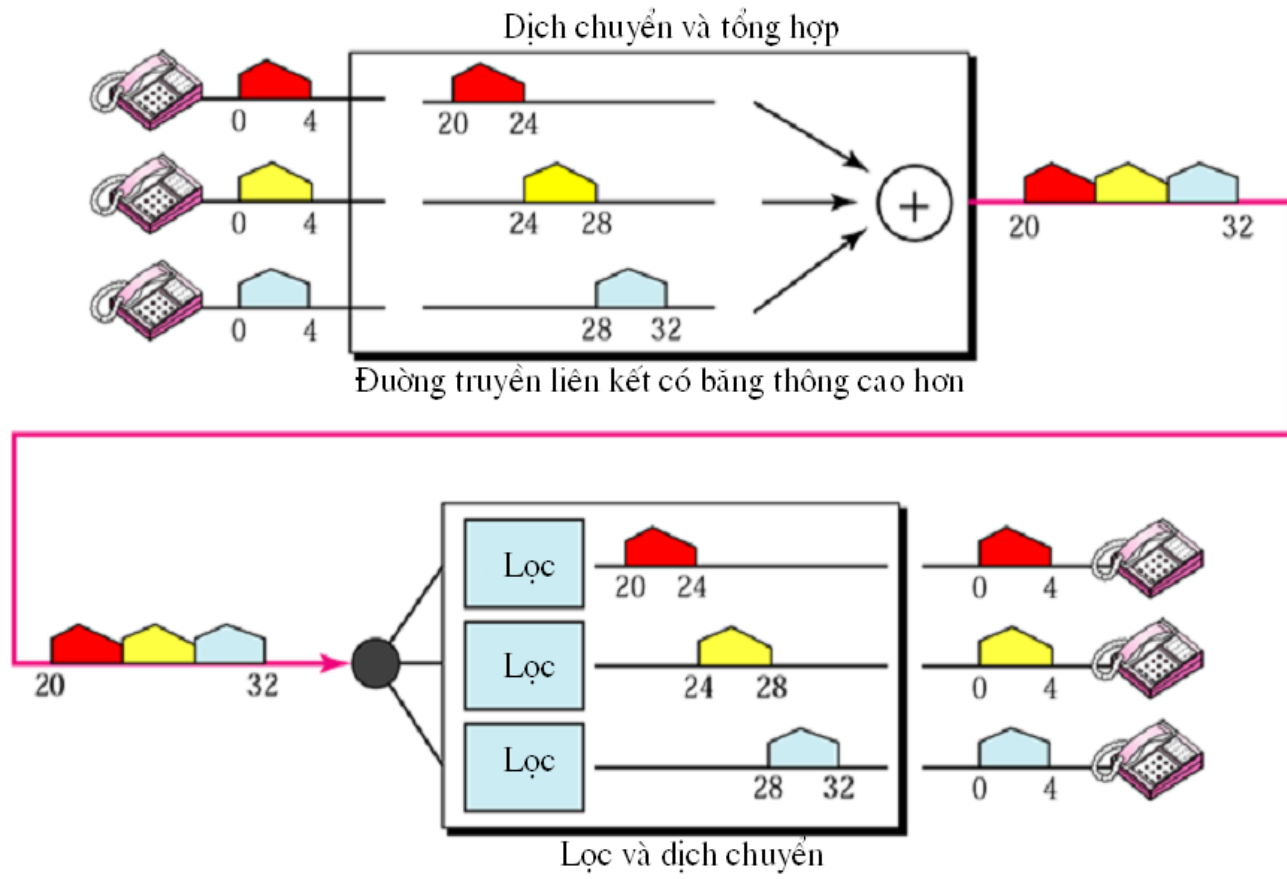 Dịch chuyển và tổng hợp
0 4 20 24
0 4 24 28
20 32
0 4 28 32
Đuờng truyền liên kết có băng thông cao hơn
Lọc
20 24 0 4
Lọc
20 32
24 28 0 4
Lọc
28 32 0 4
Lọc và dịch chuyển